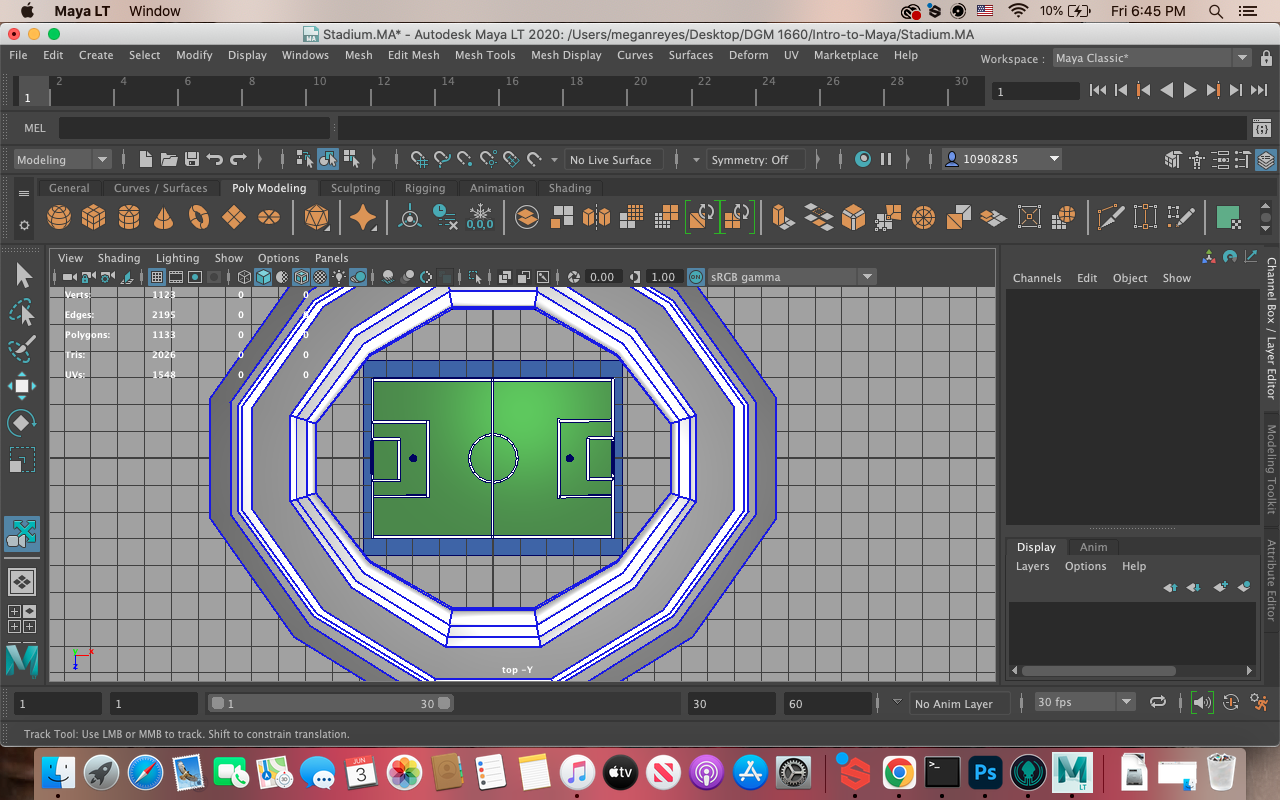 Maya LT Window 10% Fri 6:45 PM
Stadium.MA* - Autodesk Maya LT 2020: /Users/meganreyes/Desktop/DGM 1660/Intro-to-Maya/Stadium.MA
File Edit Create Select Modify Display Windows Mesh Edit Mesh Mesh Tools Mesh Display Curves Surfaces Deform UV Marketplace Help Workspace : Maya Classic*
1 2 4 6 8 10 12 14 16 18 20 22 24 26 28 30 1
MEL
Modeling No Live Surface Symmetry: Off 10908285
General Curves / Surfaces Poly Modeling Sculpting Rigging Animation Shading
0,0,0
View Shading Lighting Show Options Panels
0.00 1.00 ON sRGB gamma
Channels Edit Object Show
Verts: 1123 0 0
Edges: 2195 0 0
Polygons: 1133 0 0
Tris: 2026 0 0
UVs: 1548 0 0
Channel Box / Layer Editor
Modeling Toolkit
Attribute Editor
Display Anim
Layers Options Help
Y X
Z
top -Y
1 1 1 30 30 60 No Anim Layer 30 fps
Track Tool: Use LMB or MMB to track. Shift to constrain translation.
JUN
3
tv
Ps
M
LT